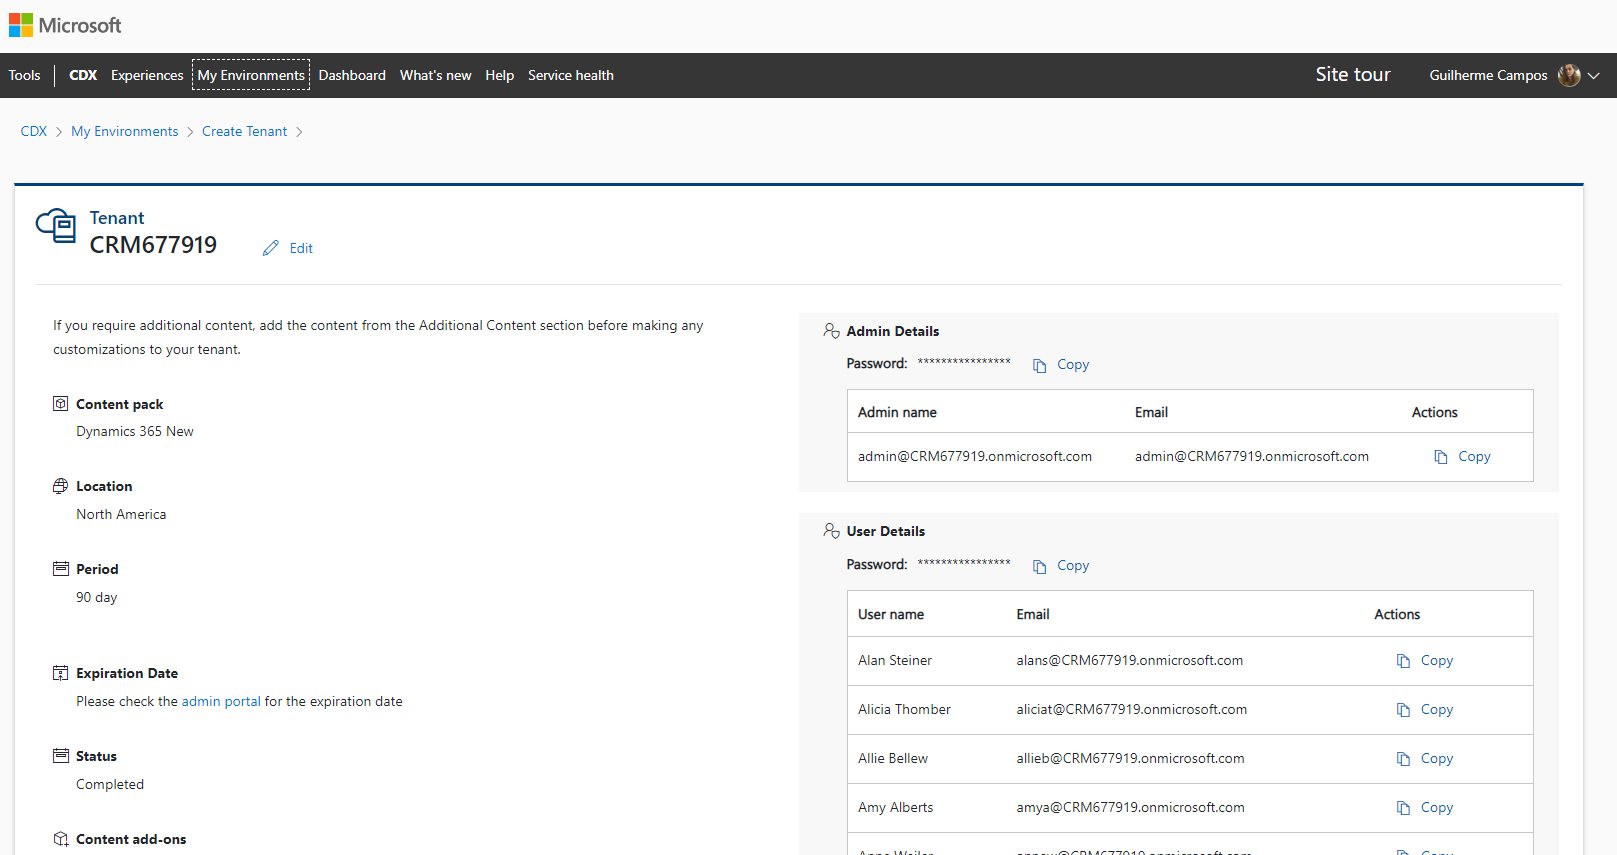 Microsoft
Tools CDX Experiences My Environments Dashboard What's new Help Service health Site tour Guilherme Campos
CDX My Environments Create Tenant
Tenant
CRM677919 Edit
If you require additional content, add the content from the Additional Content section before making any
customizations to your tenant.
Content pack
Dynamics 365 New
Location
North America
Period
90 day
Expiration Date
Please check the admin portal for the expiration date
Status
Completed
Content add-ons
Admin Details
Password: **************** Copy
Admin name Email Actions
admin@CRM677919.onmicrosoft.com admin@CRM677919.onmicrosoft.com Copy
User Details
Password: **************** Copy
User name Email Actions
Alan Steiner alans@CRM677919.onmicrosoft.com Copy
Alicia Thomber aliciat@CRM677919.onmicrosoft.com Copy
Allie Bellew allieb@CRM677919.onmicrosoft.com Copy
Amy Alberts amya@CRM677919.onmicrosoft.com Copy